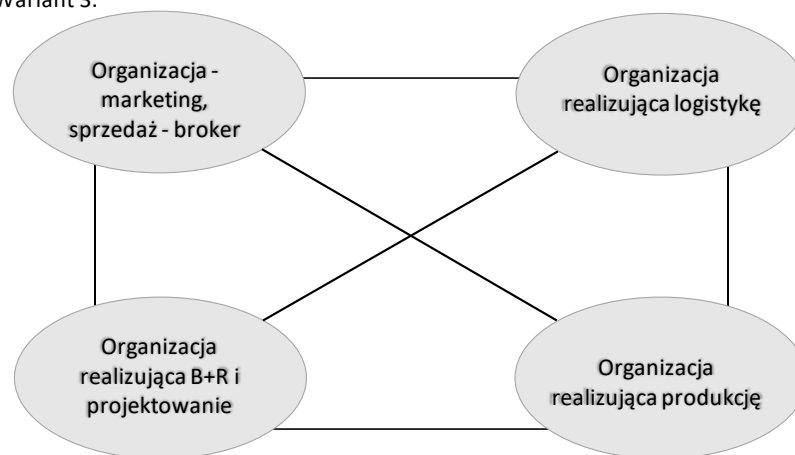 Wariant 3.
Organizacja -
marketing,
sprzedaż - broker
Organizacja
realizująca logistykę
Organizacja
realizująca B+R i
projektowanie
Organizacja
realizująca produkcję